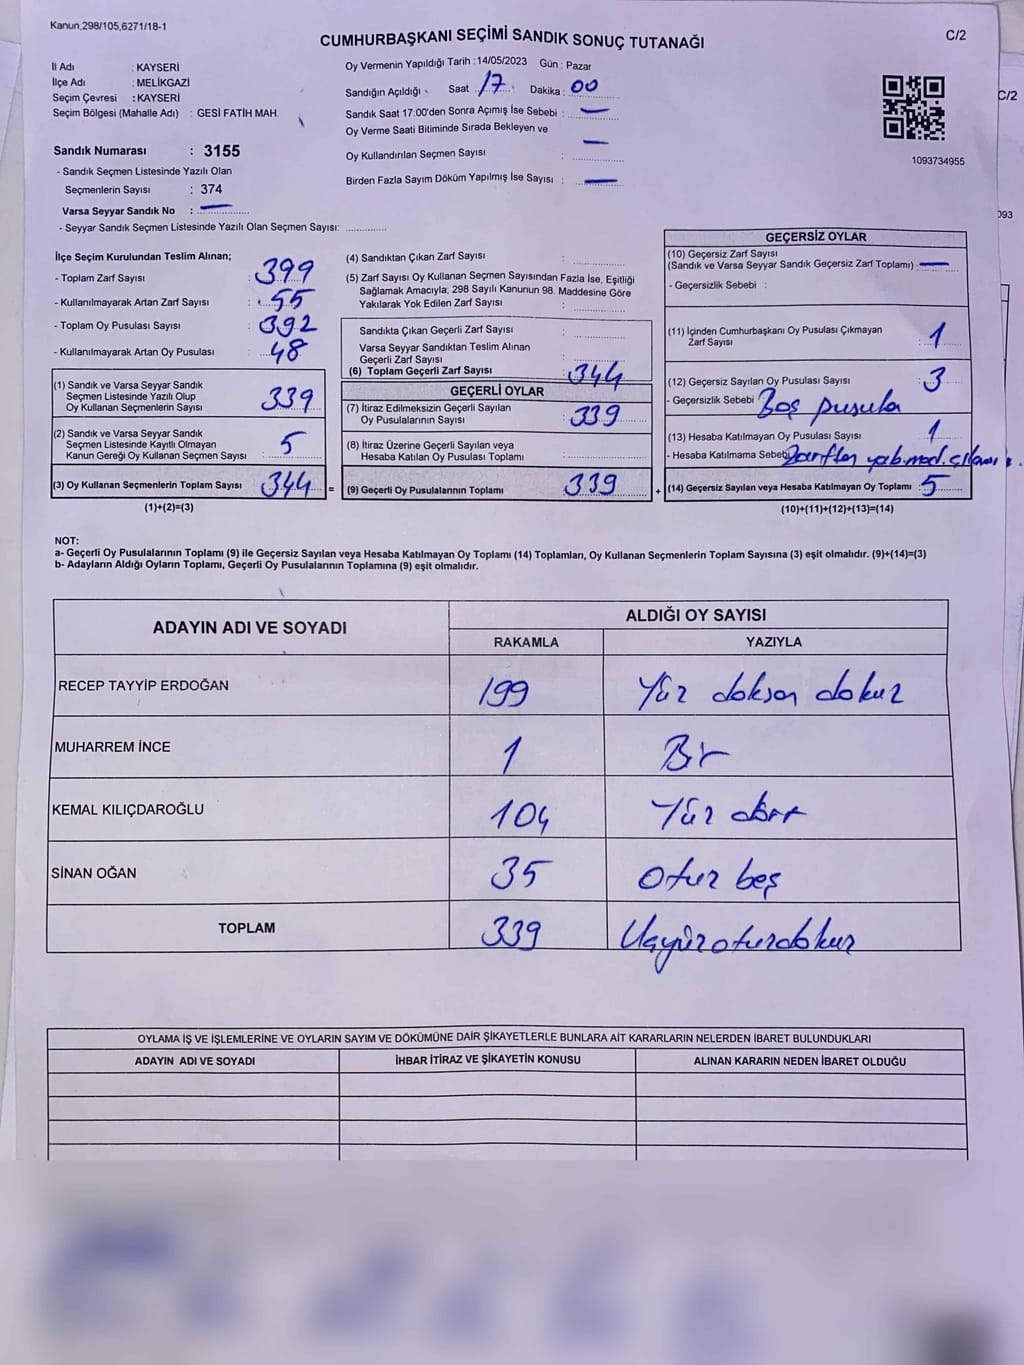 Kanun,298/105,6271/18-1
C/2
CUMHURBAŞKANI SEÇİMİ SANDIK SONUÇ TUTANAĞI
İl Adı : KAYSERİ
İlçe Adı : MELİKGAZİ
Seçim Çevresi : KAYSERİ
Seçim Bölgesi (Mahalle Adı) : GESİ FATİH MAH.
Sandık Numarası : 3155
- Sandık Seçmen Listesinde Yazılı Olan
Seçmenlerin Sayısı : 374
Varsa Seyyar Sandık No : —
- Seyyar Sandık Seçmen Listesinde Yazılı Olan Seçmen Sayısı:
Oy Vermenin Yapıldığı Tarih : 14/05/2023 Gün : Pazar
Sandığın Açıldığı Saat : 17 Dakika : 00
Sandık Saat 17:00'den Sonra Açımış İse Sebebi : —
Oy Verme Saati Bitiminde Sırada Bekleyen ve —
Oy Kullandırılan Seçmen Sayısı :
Birden Fazla Sayım Döküm Yapılmış İse Sayısı : —
1093734955
C/2
093
İlçe Seçim Kurulundan Teslim Alınan;
- Toplam Zarf Sayısı : 399
- Kullanılmayarak Artan Zarf Sayısı : 55
- Toplam Oy Pusulası Sayısı : 392
- Kullanılmayarak Artan Oy Pusulası : 48
(1) Sandık ve Varsa Seyyar Sandık
Seçmen Listesinde Yazılı Olup
Oy Kullanan Seçmenlerin Sayısı : 339
(2) Sandık ve Varsa Seyyar Sandık
Seçmen Listesinde Kayıtlı Olmayan
Kanun Gereği Oy Kullanan Seçmen Sayısı : 5
(3) Oy Kullanan Seçmenlerin Toplam Sayısı : 344 =
(1)+(2)=(3)
(4) Sandıktan Çıkan Zarf Sayısı :
(5) Zarf Sayısı Oy Kullanan Seçmen Sayısından Fazla İse, Eşitliği
Sağlamak Amacıyla; 298 Sayılı Kanunun 98. Maddesine Göre
Yakılarak Yok Edilen Zarf Sayısı :
Sandıkta Çıkan Geçerli Zarf Sayısı :
Varsa Seyyar Sandıktan Teslim Alınan
Geçerli Zarf Sayısı :
(6) Toplam Geçerli Zarf Sayısı : 344
GEÇERLİ OYLAR
(7) İtiraz Edilmeksizin Geçerli Sayılan
Oy Pusulalarının Sayısı : 339
(8) İtiraz Üzerine Geçerli Sayılan veya
Hesaba Katılan Oy Pusulası Toplamı :
(9) Geçerli Oy Pusulalarının Toplamı : 339 +
GEÇERSİZ OYLAR
(10) Geçersiz Zarf Sayısı
(Sandık ve Varsa Seyyar Sandık Geçersiz Zarf Toplamı) : —
- Geçersizlik Sebebi :
(11) İçinden Cumhurbaşkanı Oy Pusulası Çıkmayan
Zarf Sayısı : 1
(12) Geçersiz Sayılan Oy Pusulası Sayısı : 3
- Geçersizlik Sebebi : Boş pusula
(13) Hesaba Katılmayan Oy Pusulası Sayısı : 1
- Hesaba Katılmama Sebebi :
(14) Geçersiz Sayılan veya Hesaba Katılmayan Oy Toplamı : 5
(10)+(11)+(12)+(13)=(14)
NOT:
a- Geçerli Oy Pusulalarının Toplamı (9) ile Geçersiz Sayılan veya Hesaba Katılmayan Oy Toplamı (14) Toplamları, Oy Kullanan Seçmenlerin Toplam Sayısına (3) eşit olmalıdır. (9)+(14)=(3)
b- Adayların Aldığı Oyların Toplamı, Geçerli Oy Pusulalarının Toplamına (9) eşit olmalıdır.
ADAYIN ADI VE SOYADI ALDIĞI OY SAYISI
RAKAMLA YAZIYLA
RECEP TAYYİP ERDOĞAN 199 Yüz doksan dokuz
MUHARREM İNCE 1 Bir
KEMAL KILIÇDAROĞLU 104 Yüz dört
SİNAN OĞAN 35 Otuz beş
TOPLAM 339 Üçyüzotuzdokuz
OYLAMA İŞ VE İŞLEMLERİNE VE OYLARIN SAYIM VE DÖKÜMÜNE DAİR ŞİKAYETLERLE BUNLARA AİT KARARLARIN NELERDEN İBARET BULUNDUKLARI
ADAYIN ADI VE SOYADI İHBAR İTİRAZ VE ŞİKAYETİN KONUSU ALINAN KARARIN NEDEN İBARET OLDUĞU